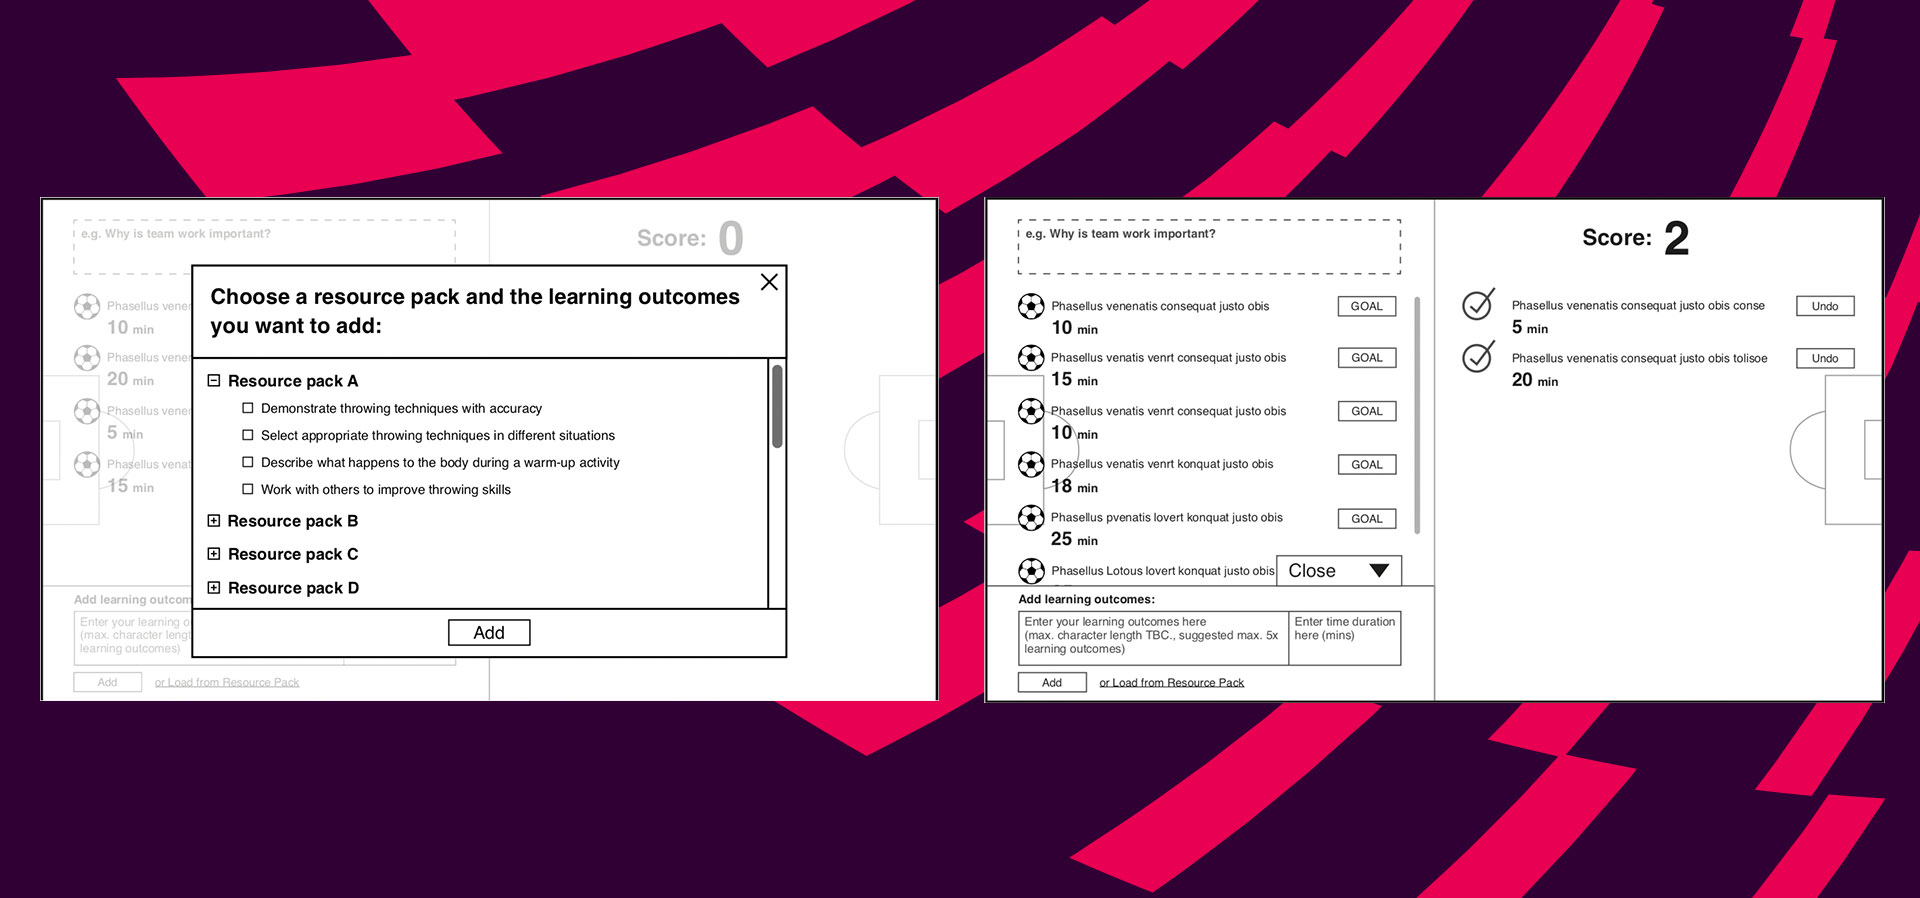 e.g. Why is team work important?
Score: 0
Choose a resource pack and the learning outcomes
you want to add:
Phasellus vener
10 min
Phasellus vener
20 min
Phasellus vener
5 min
Phasellus venat
15 min
Resource pack A
Demonstrate throwing techniques with accuracy
Select appropriate throwing techniques in different situations
Describe what happens to the body during a warm-up activity
Work with others to improve throwing skills
Resource pack B
Resource pack C
Resource pack D
Add
Add learning outcom
Enter your learning o
(max. character lengt
learning outcomes)
Add
or Load from Resource Pack
e.g. Why is team work important?
Phasellus venenatis consequat justo obis
GOAL
10 min
Phasellus venatis venrt consequat justo obis
GOAL
15 min
Phasellus venatis venrt consequat justo obis
GOAL
10 min
Phasellus venatis venrt konquat justo obis
GOAL
18 min
Phasellus pvenatis lovert konquat justo obis
GOAL
25 min
Phasellus Lotous lovert konquat justo obis
Close
Add learning outcomes:
Enter your learning outcomes here
(max. character length TBC., suggested max. 5x
learning outcomes)
Enter time duration
here (mins)
Add
or Load from Resource Pack
Score: 2
Phasellus venenatis consequat justo obis conse
Undo
5 min
Phasellus venenatis consequat justo obis tolisoe
Undo
20 min